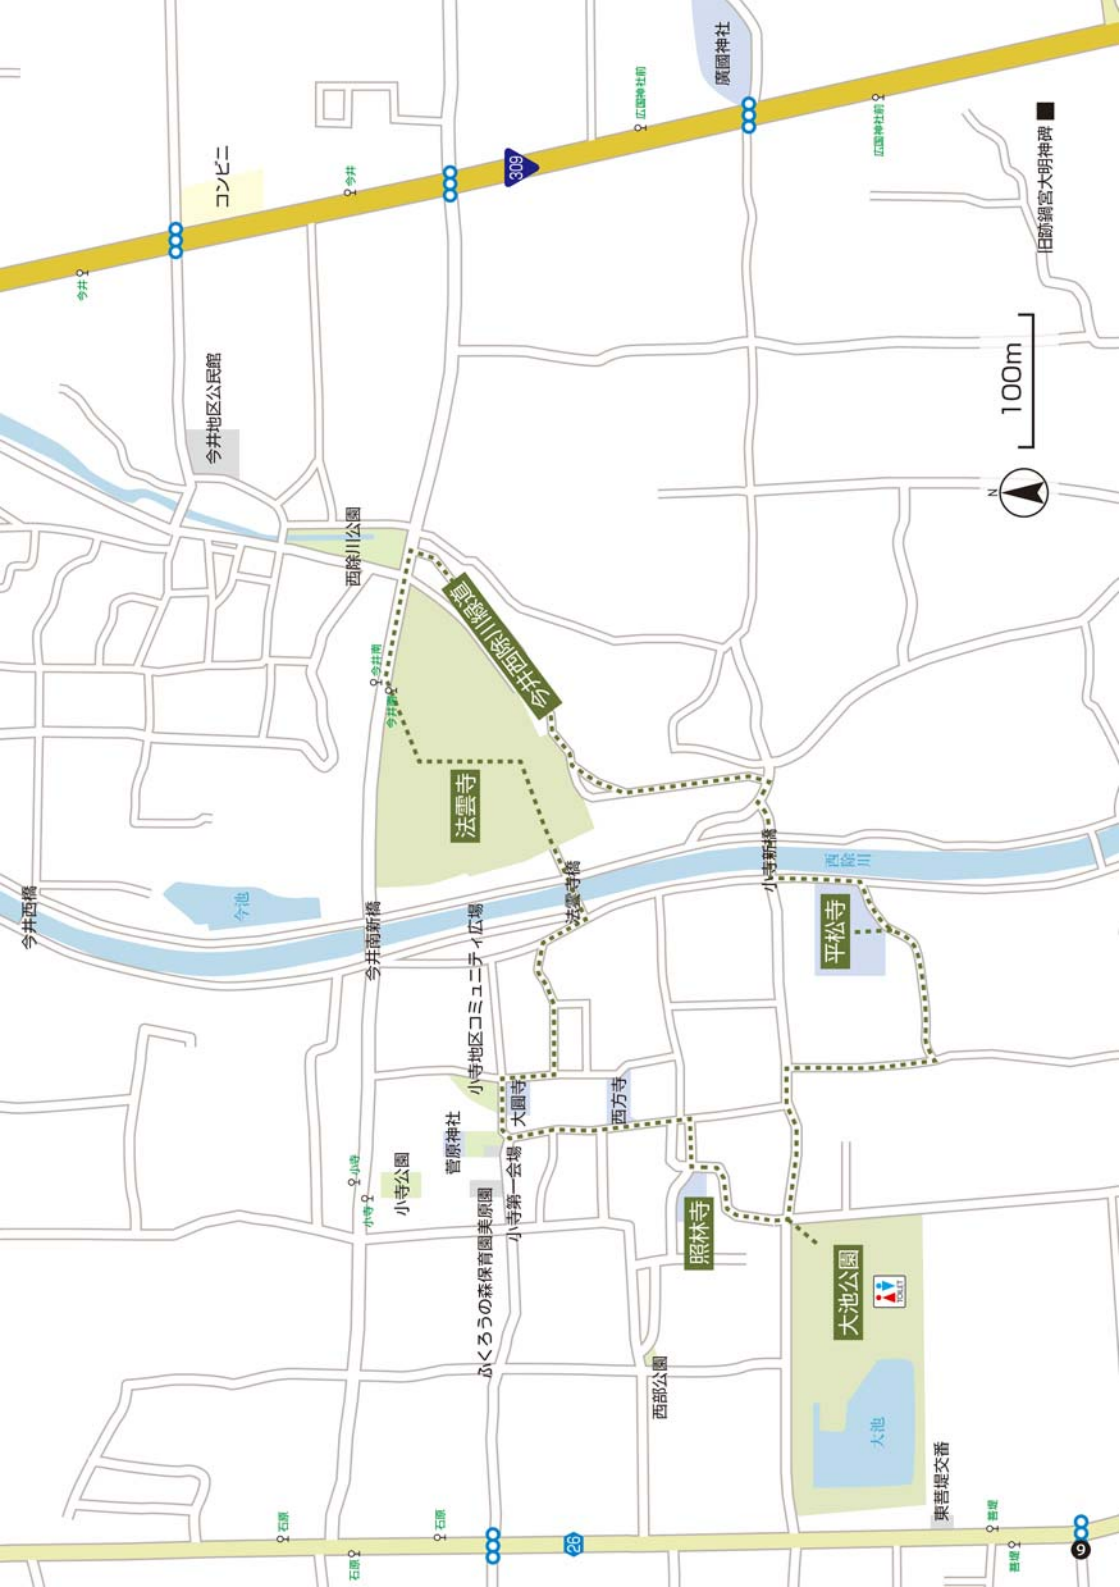 廣國神社
広国神社前
広国神社前
309
コンビニ
今井
今井
旧跡鍋宮大明神碑
100m
N
今井地区公民館
西除川公園
今井西除川緑道
今井南
今井南
法雲寺
今池
今井西橋
今井南新橋
法雲寺橋
小寺新橋
西除川
平松寺
小寺地区コミュニティ広場
大圓寺
西方寺
菅原神社
小寺第一会場
小寺公園
小寺
小寺
ふくろうの森保育園美原園
照林寺
大池公園
TOILET
大池
西部公園
東菩堤交番
石原
石原
石原
26
菩堤
菩堤
9